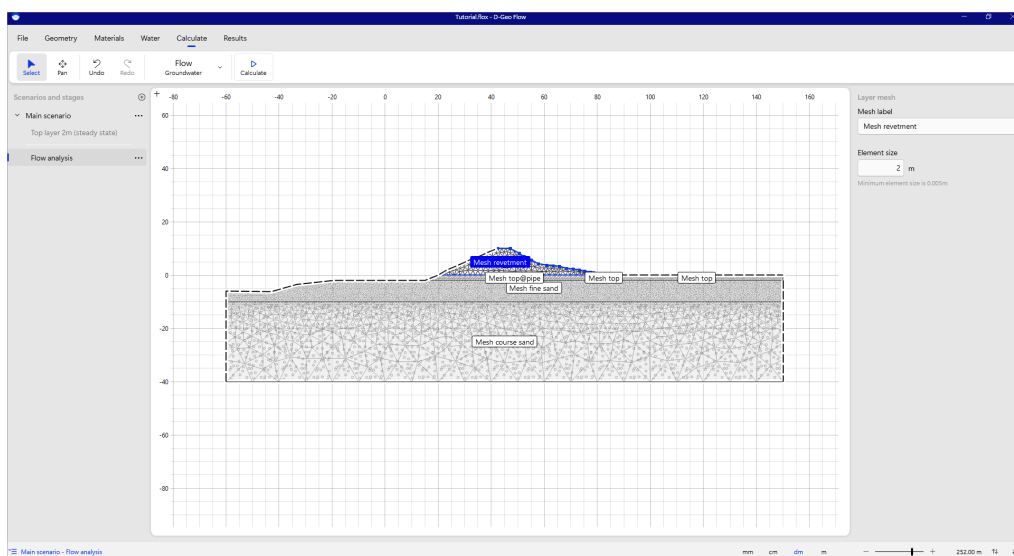 Tutorial.flox - D-Geo Flow
File Geometry Materials Water Calculate Results
Select Pan Undo Redo Flow Groundwater Calculate
Scenarios and stages
Main scenario
Top layer 2m (steady state)
Flow analysis
-80 -60 -40 -20 0 20 40 60 80 100 120 140 160
60
40
20
0
-20
-40
-60
-80
Mesh revetment
Mesh top@pipe Mesh top Mesh top
Mesh fine sand
Mesh course sand
Layer mesh
Mesh label
Mesh revetment
Element size
2 m
Minimum element size is 0.005m
Main scenario - Flow analysis
mm cm dm m
252.00 m